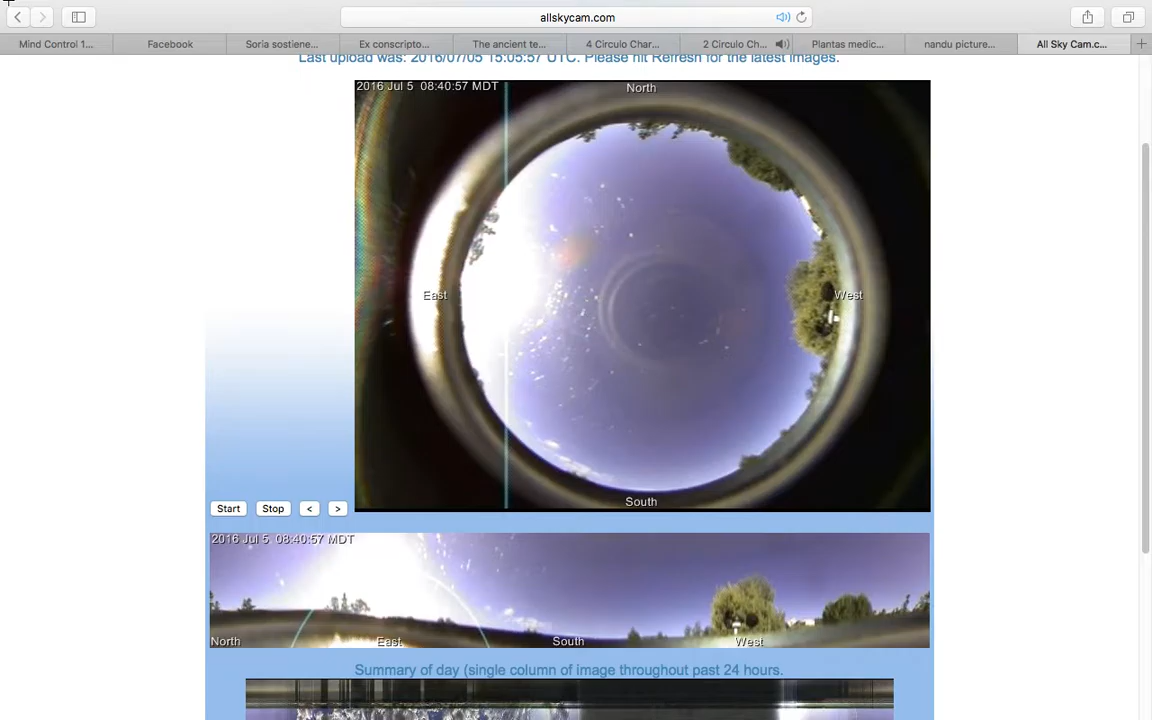 allskycam.com
Mind Control 1...
Facebook
Soria sostiene...
Ex conscripto...
The ancient te...
4 Circulo Char...
2 Circulo Ch...
Plantas medic...
nandu picture...
All Sky Cam.c...
Last upload was: 2016/07/05 15:05:57 UTC. Please hit Refresh for the latest images.
2016 Jul 5 08:40:57 MDT
North
East
West
South
Start
Stop
<
>
2016 Jul 5 08:40:57 MDT
North
East
South
West
Summary of day (single column of image throughout past 24 hours.